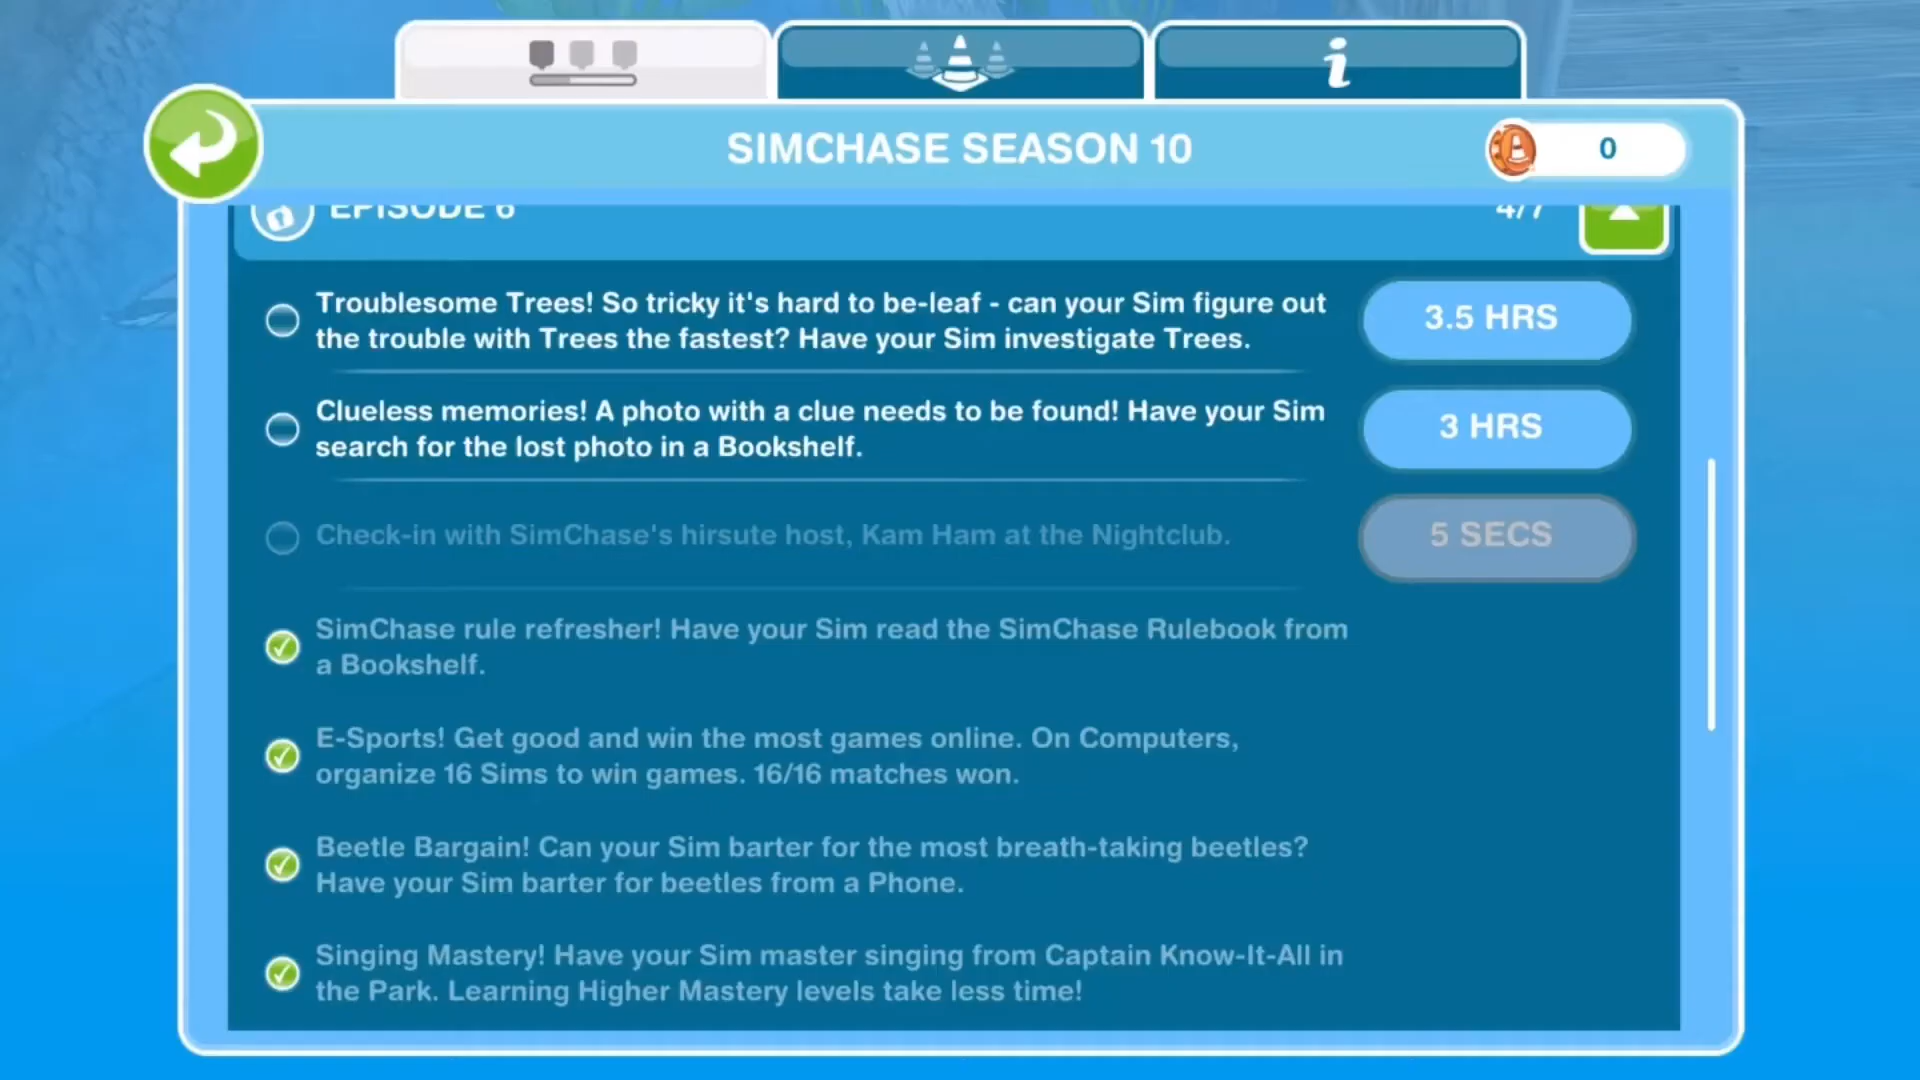 SIMCHASE SEASON 10
0
EPISODE 6
4/7
Troublesome Trees! So tricky it's hard to be-leaf - can your Sim figure out
the trouble with Trees the fastest? Have your Sim investigate Trees.
3.5 HRS
Clueless memories! A photo with a clue needs to be found! Have your Sim
search for the lost photo in a Bookshelf.
3 HRS
Check-in with SimChase's hirsute host, Kam Ham at the Nightclub.
5 SECS
SimChase rule refresher! Have your Sim read the SimChase Rulebook from
a Bookshelf.
E-Sports! Get good and win the most games online. On Computers,
organize 16 Sims to win games. 16/16 matches won.
Beetle Bargain! Can your Sim barter for the most breath-taking beetles?
Have your Sim barter for beetles from a Phone.
Singing Mastery! Have your Sim master singing from Captain Know-It-All in
the Park. Learning Higher Mastery levels take less time!